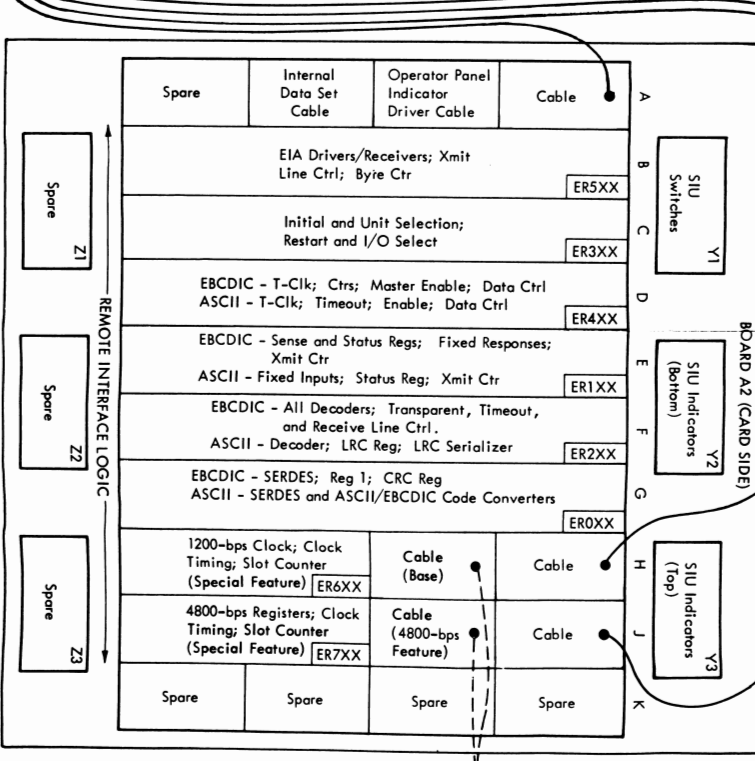 Spare
Internal
Data Set
Cable
Operator Panel
Indicator
Driver Cable
Cable
A
EIA Drivers/Receivers; Xmit
Line Ctrl; Byte Ctr
ER5XX
B
Initial and Unit Selection;
Restart and I/O Select
ER3XX
C
EBCDIC - T-Clk; Ctrs; Master Enable; Data Ctrl
ASCII - T-Clk; Timeout; Enable; Data Ctrl
ER4XX
D
EBCDIC - Sense and Status Regs; Fixed Responses;
Xmit Ctr
ASCII - Fixed Inputs; Status Reg; Xmit Ctr
ER1XX
E
EBCDIC - All Decoders; Transparent, Timeout,
and Receive Line Ctrl.
ASCII - Decoder; LRC Reg; LRC Serializer
ER2XX
F
EBCDIC - SERDES; Reg 1; CRC Reg
ASCII - SERDES and ASCII/EBCDIC Code Converters
ER0XX
G
1200-bps Clock; Clock
Timing; Slot Counter
(Special Feature) ER6XX
Cable
(Base)
Cable
H
4800-bps Registers; Clock
Timing; Slot Counter
(Special Feature) ER7XX
Cable
(4800-bps
Feature)
Cable
J
Spare
Spare
Spare
Spare
K
Spare
Z1
Spare
Z2
Spare
Z3
REMOTE INTERFACE LOGIC
SIU
Switches
Y1
SIU Indicators
(Bottom)
Y2
SIU Indicators
(Top)
Y3
BOARD A2 (CARD SIDE)